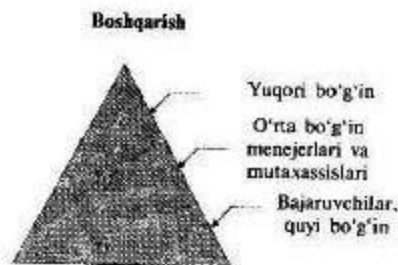 Boshqarish
Yuqori bo‘g‘in
O‘rta bo‘g‘in
menejerlari va
mutaxassislari
Bajaruvchilar,
quyi bo‘g‘in